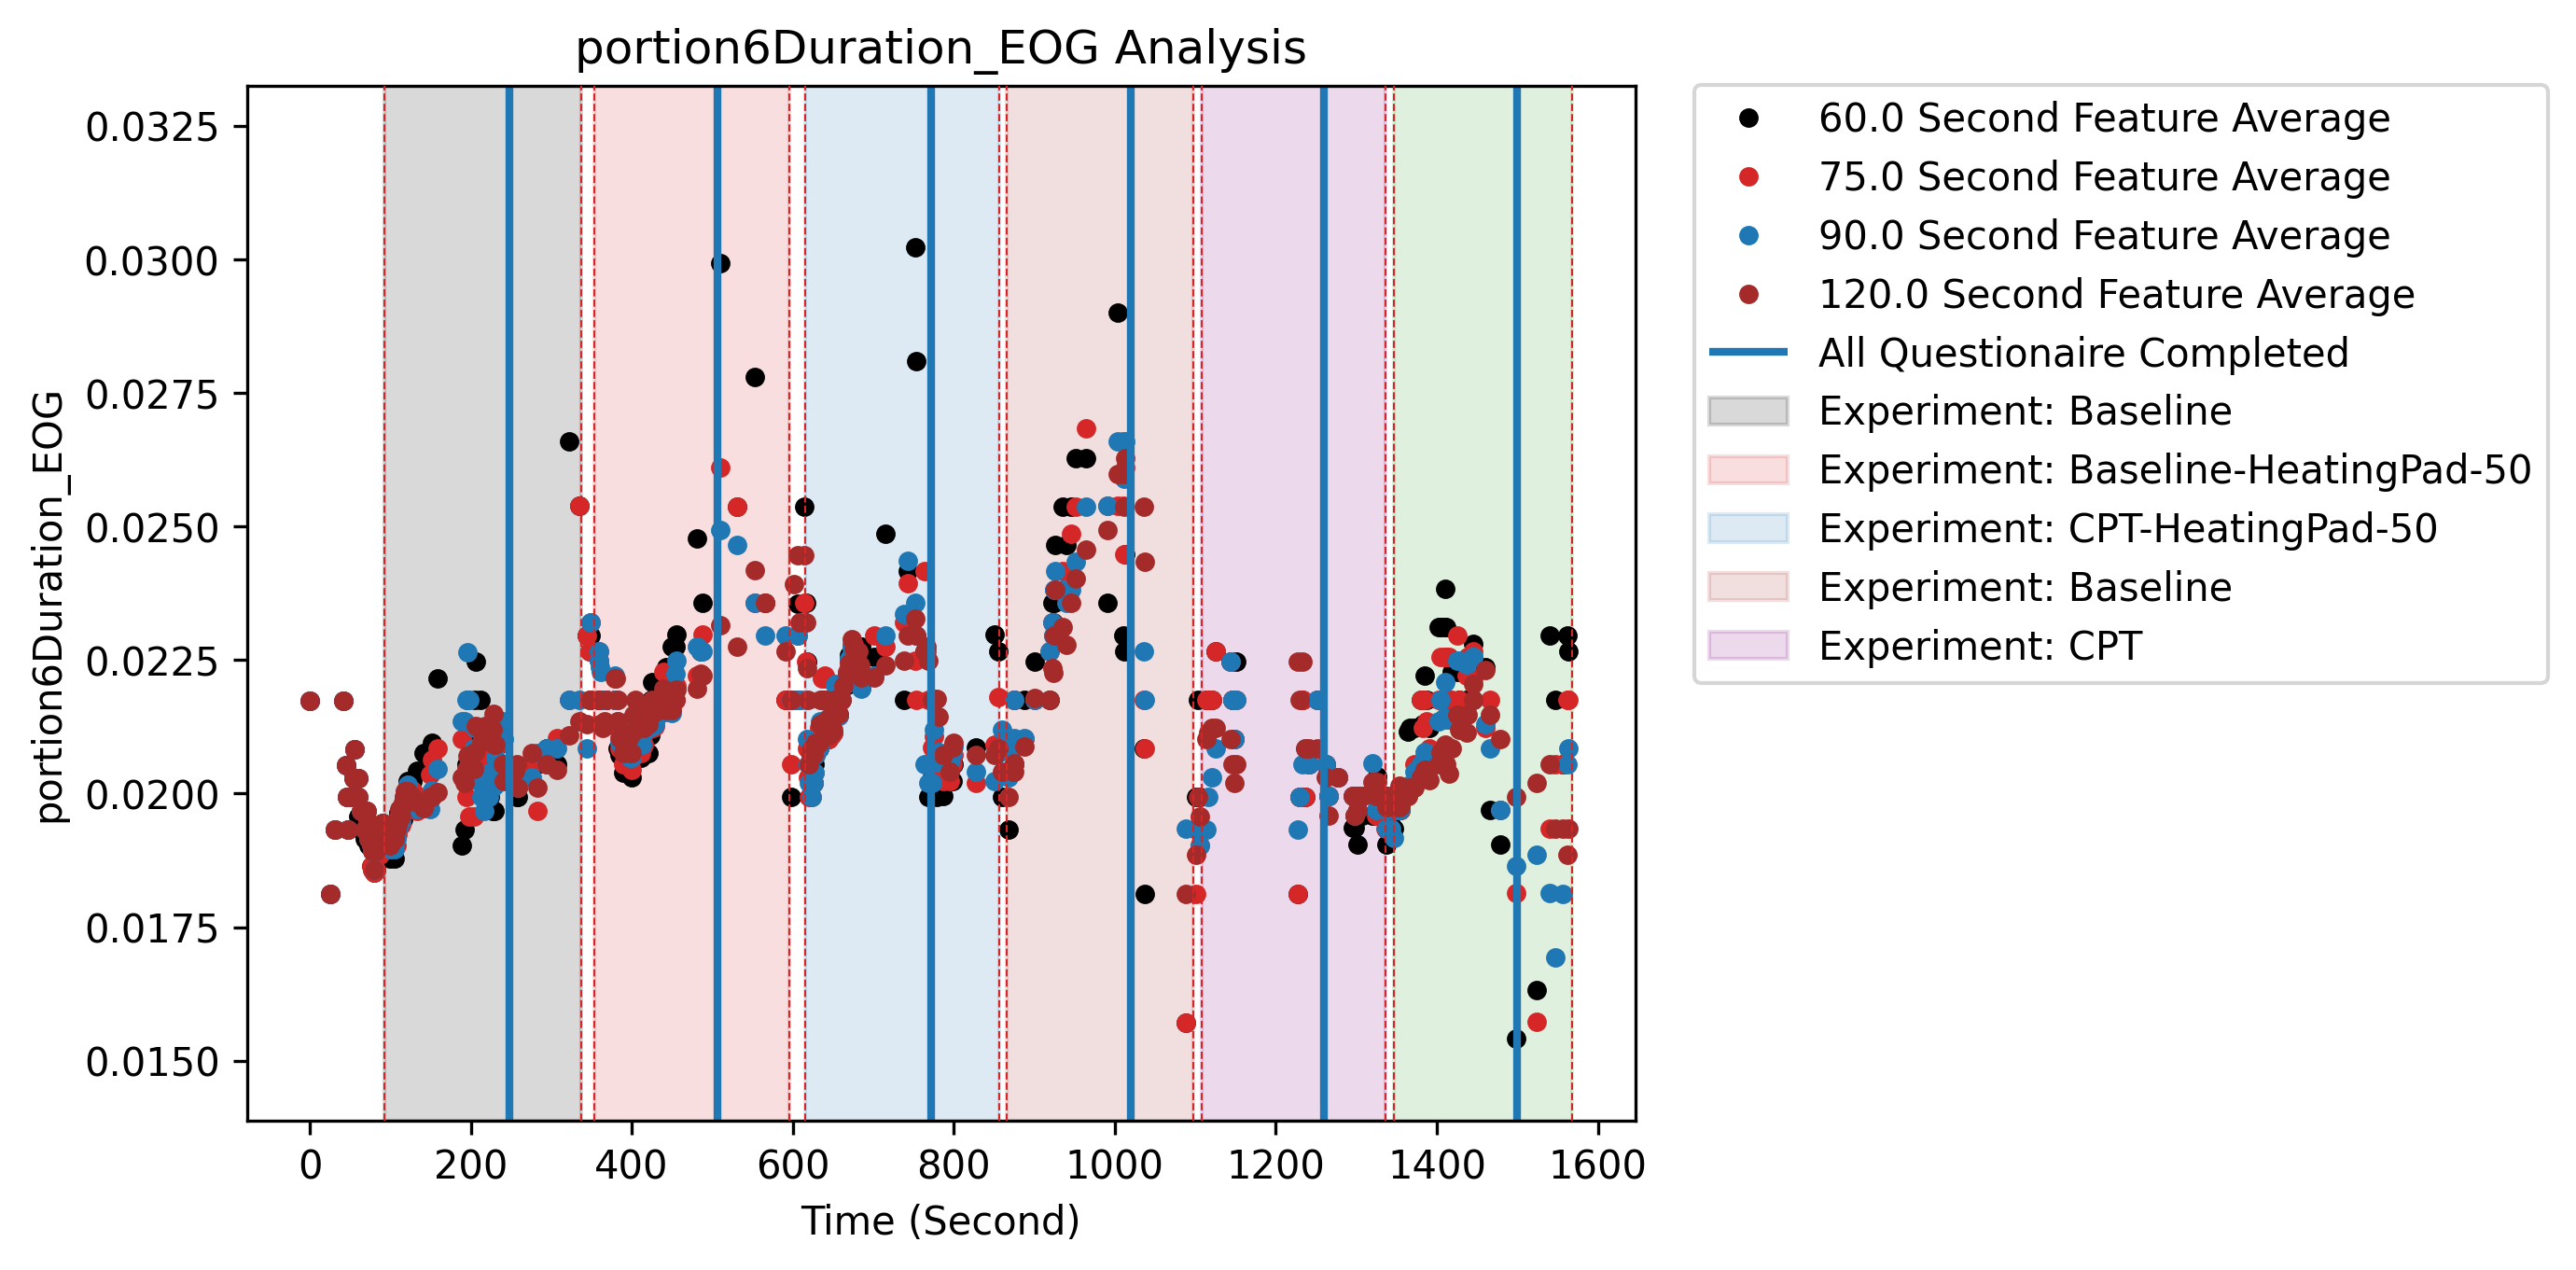 portion6Duration_EOG Analysis
0.0325
0.0300
0.0275
0.0250
0.0225
0.0200
0.0175
0.0150
portion6Duration_EOG
0 200 400 600 800 1000 1200 1400 1600
Time (Second)
60.0 Second Feature Average
75.0 Second Feature Average
90.0 Second Feature Average
120.0 Second Feature Average
All Questionaire Completed
Experiment: Baseline
Experiment: Baseline-HeatingPad-50
Experiment: CPT-HeatingPad-50
Experiment: Baseline
Experiment: CPT